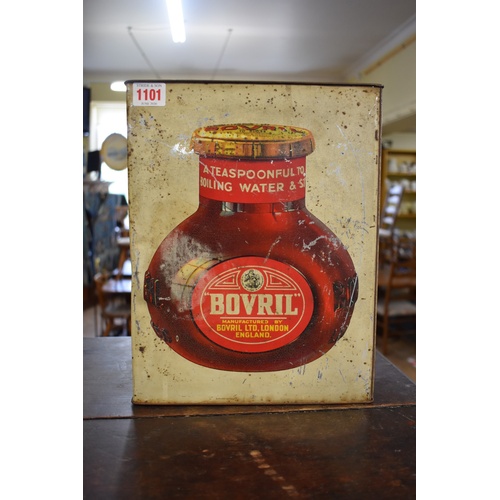 1101
A TEASPOONFUL TO
BOILING WATER & S
"BOVRIL"
MANUFACTURED BY
BOVRIL LTD, LONDON
ENGLAND.